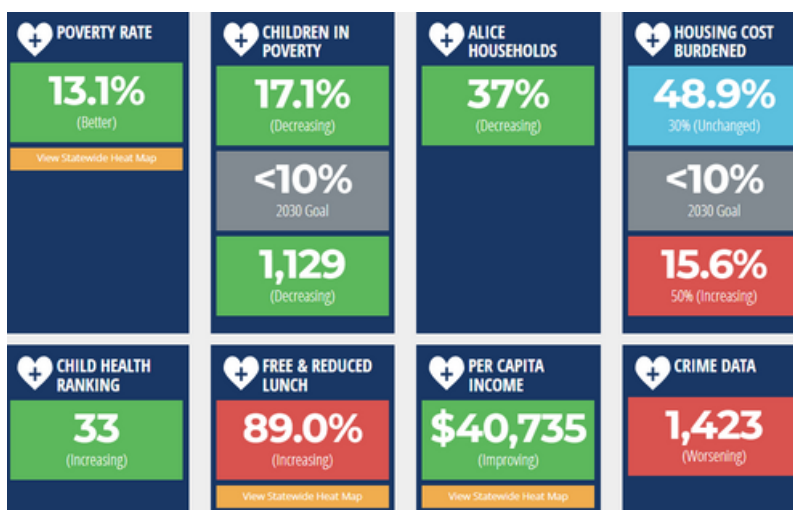 POVERTY RATE
13.1%
(Better)
View Statewide Heat Map
CHILDREN IN
POVERTY
17.1%
(Decreasing)
<10%
2030 Goal
1,129
(Decreasing)
ALICE
HOUSEHOLDS
37%
(Decreasing)
HOUSING COST
BURDENED
48.9%
30% (Unchanged)
<10%
2030 Goal
15.6%
50% (Increasing)
CHILD HEALTH
RANKING
33
(Increasing)
FREE & REDUCED
LUNCH
89.0%
(Increasing)
View Statewide Heat Map
PER CAPITA
INCOME
$40,735
(Improving)
View Statewide Heat Map
CRIME DATA
1,423
(Worsening)